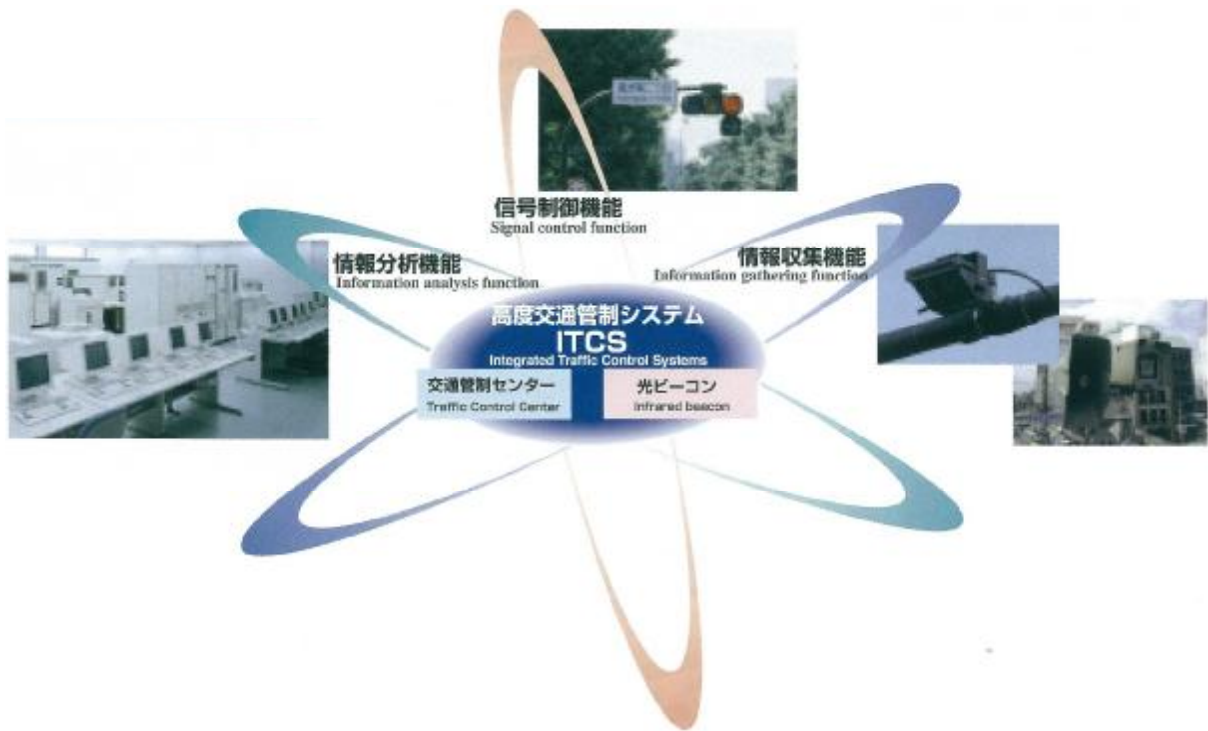 信号制御機能
Signal control function
情報分析機能
Information analysis function
情報収集機能
Information gathering function
高度交通管制システム
ITCS
Integrated Traffic Control Systems
交通管制センター
Traffic Control Center
光ビーコン
Infrared beacon